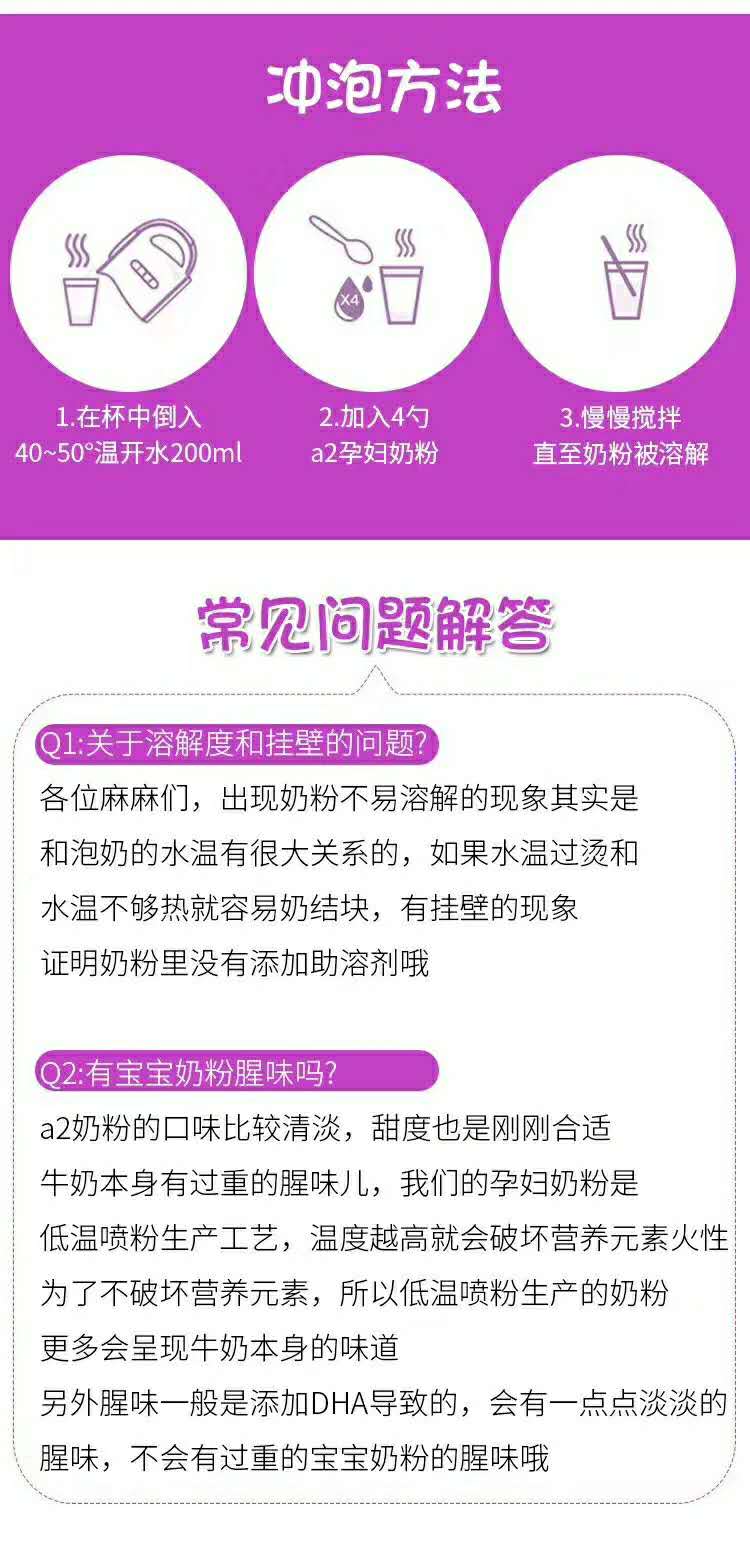 冲泡方法
X4
1.在杯中倒入
40~50°温开水200ml
2.加入4勺
a2孕妇奶粉
3.慢慢搅拌
直至奶粉被溶解
常见问题解答
Q1:关于溶解度和挂壁的问题?
各位麻麻们，出现奶粉不易溶解的现象其实是
和泡奶的水温有很大关系的，如果水温过烫和
水温不够热就容易奶结块，有挂壁的现象
证明奶粉里没有添加助溶剂哦
Q2:有宝宝奶粉腥味吗?
a2奶粉的口味比较清淡，甜度也是刚刚合适
牛奶本身有过重的腥味儿，我们的孕妇奶粉是
低温喷粉生产工艺，温度越高就会破坏营养元素火性
为了不破坏营养元素，所以低温喷粉生产的奶粉
更多会呈现牛奶本身的味道
另外腥味一般是添加DHA导致的，会有一点点淡淡的
腥味，不会有过重的宝宝奶粉的腥味哦